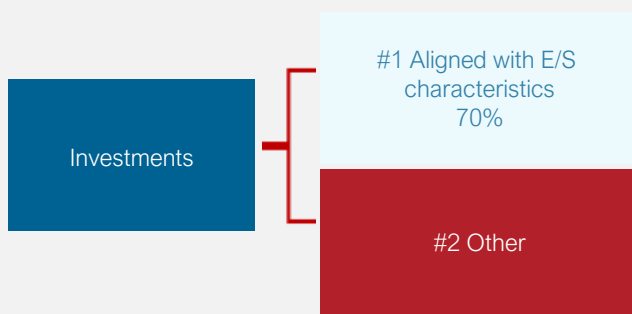 Investments
#1 Aligned with E/S
characteristics
70%
#2 Other